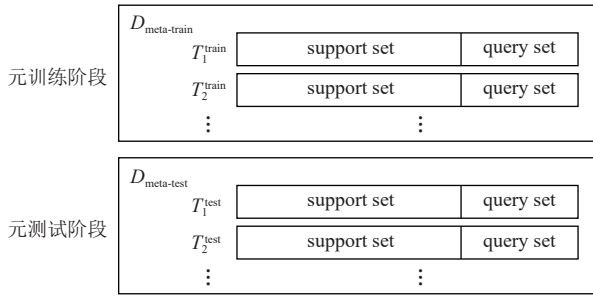 D_meta-train
T_1^train support set query set
元训练阶段
T_2^train support set query set
⋮ ⋮
D_meta-test
T_1^test support set query set
元测试阶段
T_2^test support set query set
⋮ ⋮